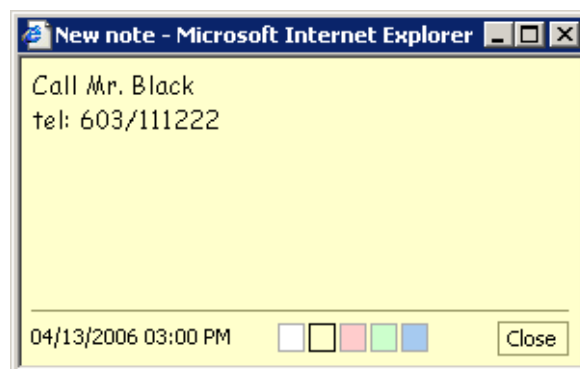 New note - Microsoft Internet Explorer
Call Mr. Black
tel: 603/111222
04/13/2006 03:00 PM
Close